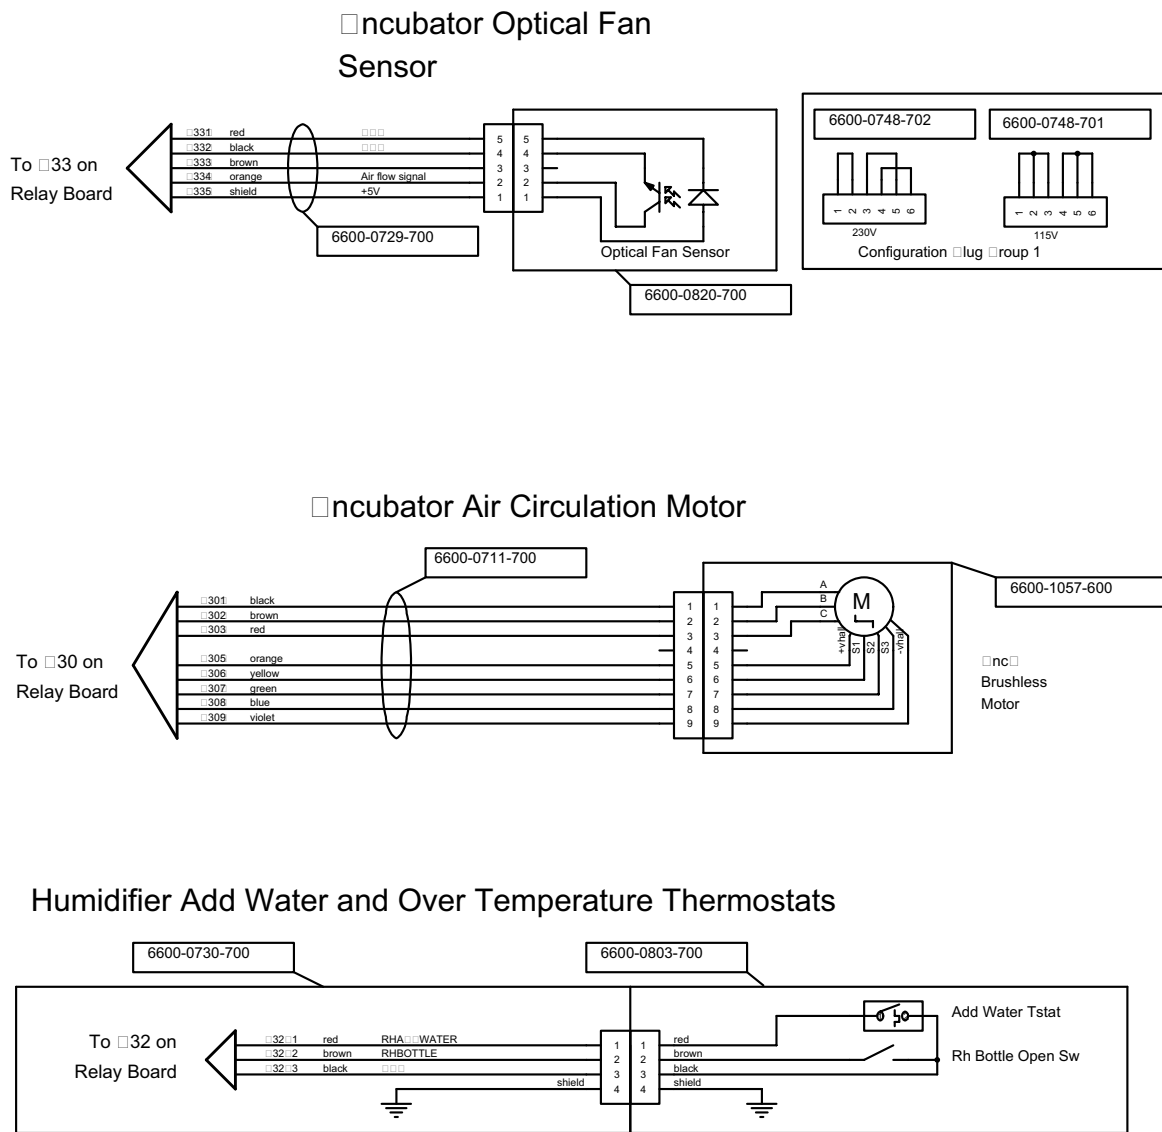 □ncubator Optical Fan
Sensor
To □33 on
Relay Board
□331 red □□□
□332 black □□□
□333 brown
□334 orange Air flow signal
□335 shield +5V
6600-0729-700
5 5
4 4
3 3
2 2
1 1
Optical Fan Sensor
6600-0820-700
6600-0748-702
6600-0748-701
1 2 3 4 5 6
230V
1 2 3 4 5 6
115V
Configuration □lug □roup 1
□ncubator Air Circulation Motor
6600-0711-700
6600-1057-600
To □30 on
Relay Board
□301 black
□302 brown
□303 red
□305 orange
□306 yellow
□307 green
□308 blue
□309 violet
1 1
2 2
3 3
4 4
5 5
6 6
7 7
8 8
9 9
A
B
C
M
+vhall
S1
S2
S3
-vhall
□nc□
Brushless
Motor
Humidifier Add Water and Over Temperature Thermostats
6600-0730-700
6600-0803-700
To □32 on
Relay Board
□32□1 red RHA□□WATER
□32□2 brown RHBOTTLE
□32□3 black □□□
shield
1 1
2 2
3 3
4 4
red
brown
black
shield
Add Water Tstat
Rh Bottle Open Sw